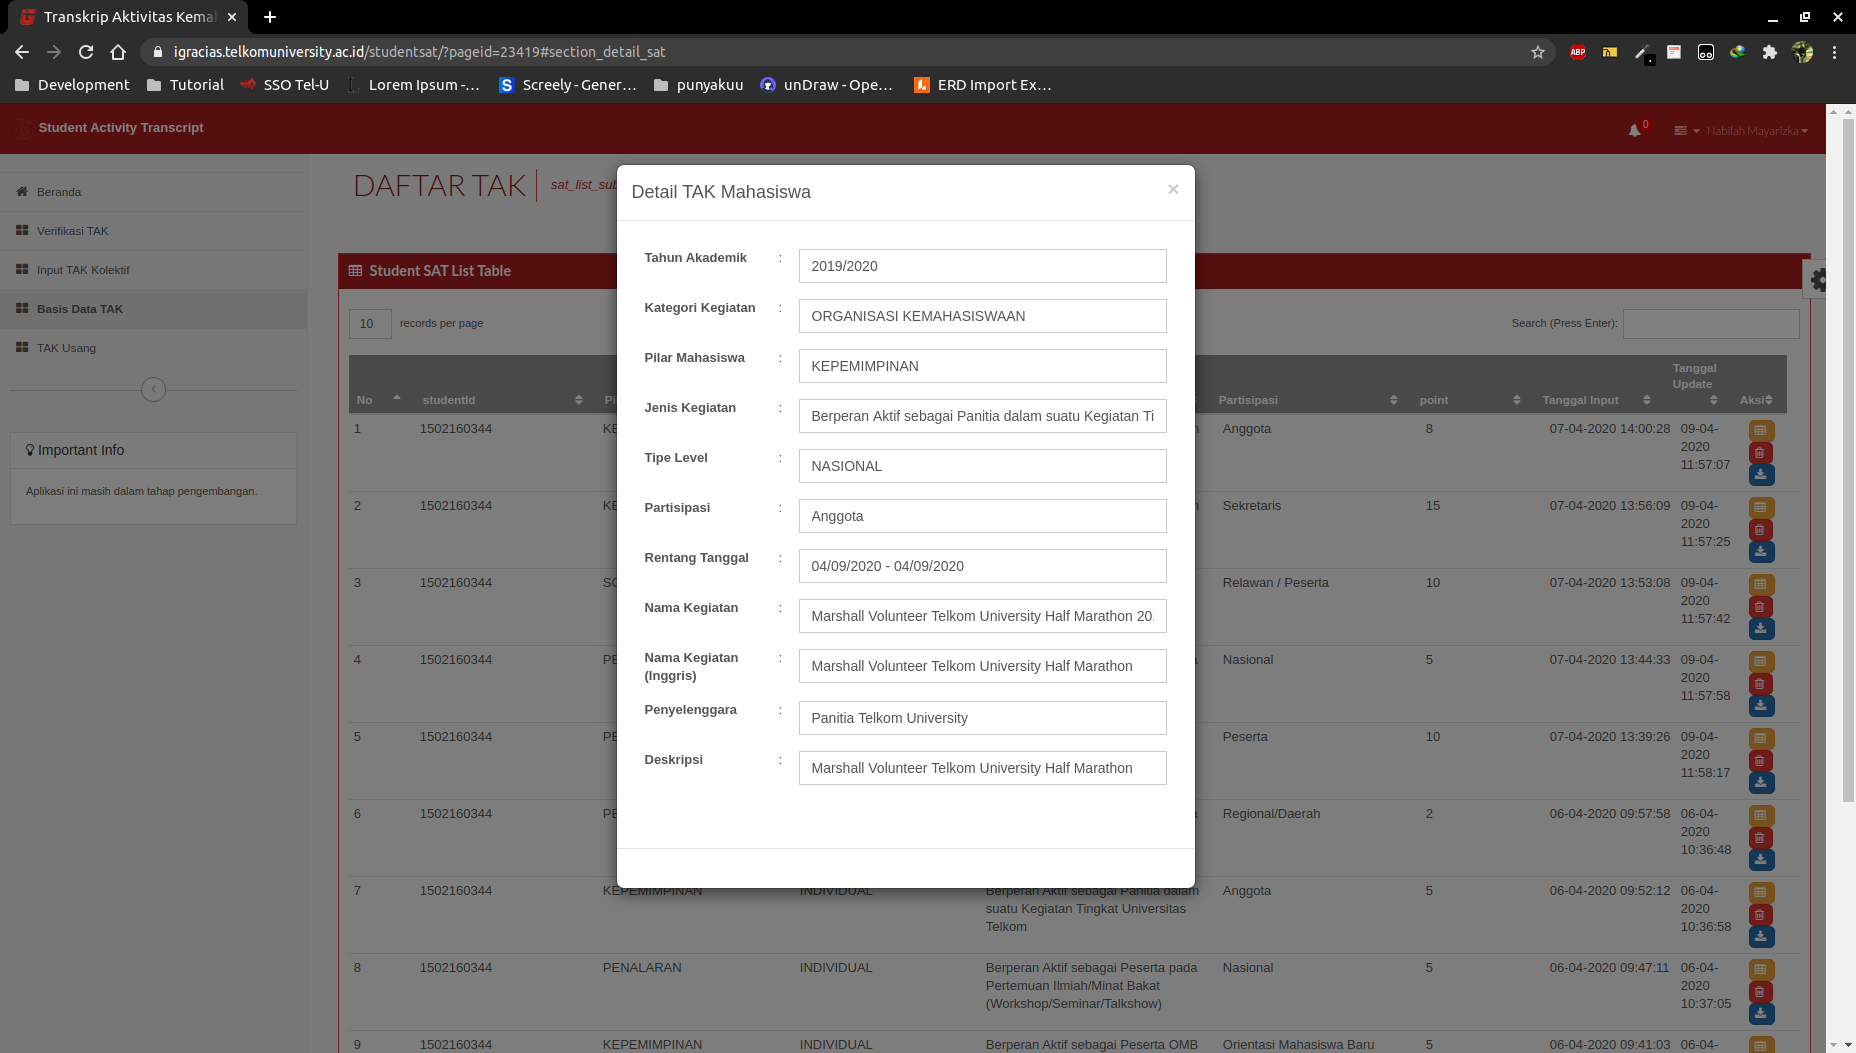 Transkrip Aktivitas Kema
igracias.telkomuniversity.ac.id/studentsat/?pageid=23419#section_detail_sat
ABP
Development
Tutorial
SSO Tel-U
Lorem Ipsum -...
Screely - Gener...
punyakuu
unDraw - Ope...
ERD Import Ex...
Student Activity Transcript
0
Nabilah Mayarizka
Beranda
Verifikasi TAK
Input TAK Kolektif
Basis Data TAK
TAK Usang
Important Info
Aplikasi ini masih dalam tahap pengembangan.
DAFTAR TAK
sat_list_sub
Student SAT List Table
10 records per page
Search (Press Enter):
Detail TAK Mahasiswa
×
Tahun Akademik : 2019/2020
Kategori Kegiatan : ORGANISASI KEMAHASISWAAN
Pilar Mahasiswa : KEPEMIMPINAN
Jenis Kegiatan : Berperan Aktif sebagai Panitia dalam suatu Kegiatan Ti
Tipe Level : NASIONAL
Partisipasi : Anggota
Rentang Tanggal : 04/09/2020 - 04/09/2020
Nama Kegiatan : Marshall Volunteer Telkom University Half Marathon 20
Nama Kegiatan (Inggris) : Marshall Volunteer Telkom University Half Marathon
Penyelenggara : Panitia Telkom University
Deskripsi : Marshall Volunteer Telkom University Half Marathon
No studentId Pi Partisipasi point Tanggal Input Tanggal Update Aksi
1 1502160344 KE Anggota 8 07-04-2020 14:00:28 09-04-2020 11:57:07
2 1502160344 KE Sekretaris 15 07-04-2020 13:56:09 09-04-2020 11:57:25
3 1502160344 SO Relawan / Peserta 10 07-04-2020 13:53:08 09-04-2020 11:57:42
4 1502160344 PE Nasional 5 07-04-2020 13:44:33 09-04-2020 11:57:58
5 1502160344 PE Peserta 10 07-04-2020 13:39:26 09-04-2020 11:58:17
6 1502160344 PE Regional/Daerah 2 06-04-2020 09:57:58 06-04-2020 10:36:48
7 1502160344 KEPEMIMPINAN INDIVIDUAL Berperan Aktif sebagai Panitia dalam suatu Kegiatan Tingkat Universitas Telkom Anggota 5 06-04-2020 09:52:12 06-04-2020 10:36:58
8 1502160344 PENALARAN INDIVIDUAL Berperan Aktif sebagai Peserta pada Pertemuan Ilmiah/Minat Bakat (Workshop/Seminar/Talkshow) Nasional 5 06-04-2020 09:47:11 06-04-2020 10:37:05
9 1502160344 KEPEMIMPINAN INDIVIDUAL Berperan Aktif sebagai Peserta OMB Orientasi Mahasiswa Baru 5 06-04-2020 09:41:03 06-04-